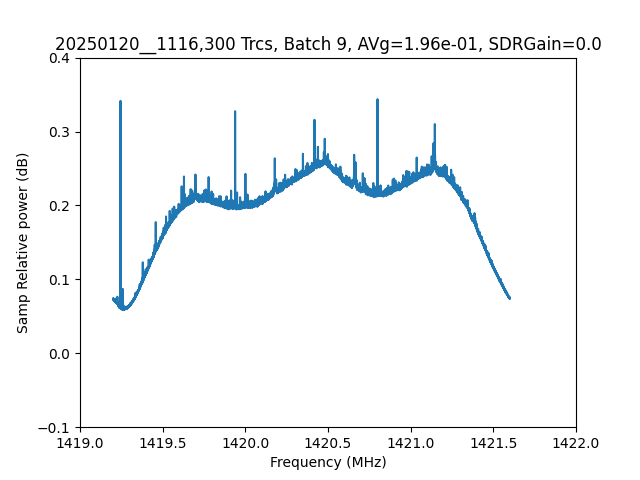 20250120__1116,300 Trcs, Batch 9, AVg=1.96e-01, SDRGain=0.0
0.4
0.3
0.2
0.1
0.0
−0.1
Samp Relative power (dB)
1419.0 1419.5 1420.0 1420.5 1421.0 1421.5 1422.0
Frequency (MHz)